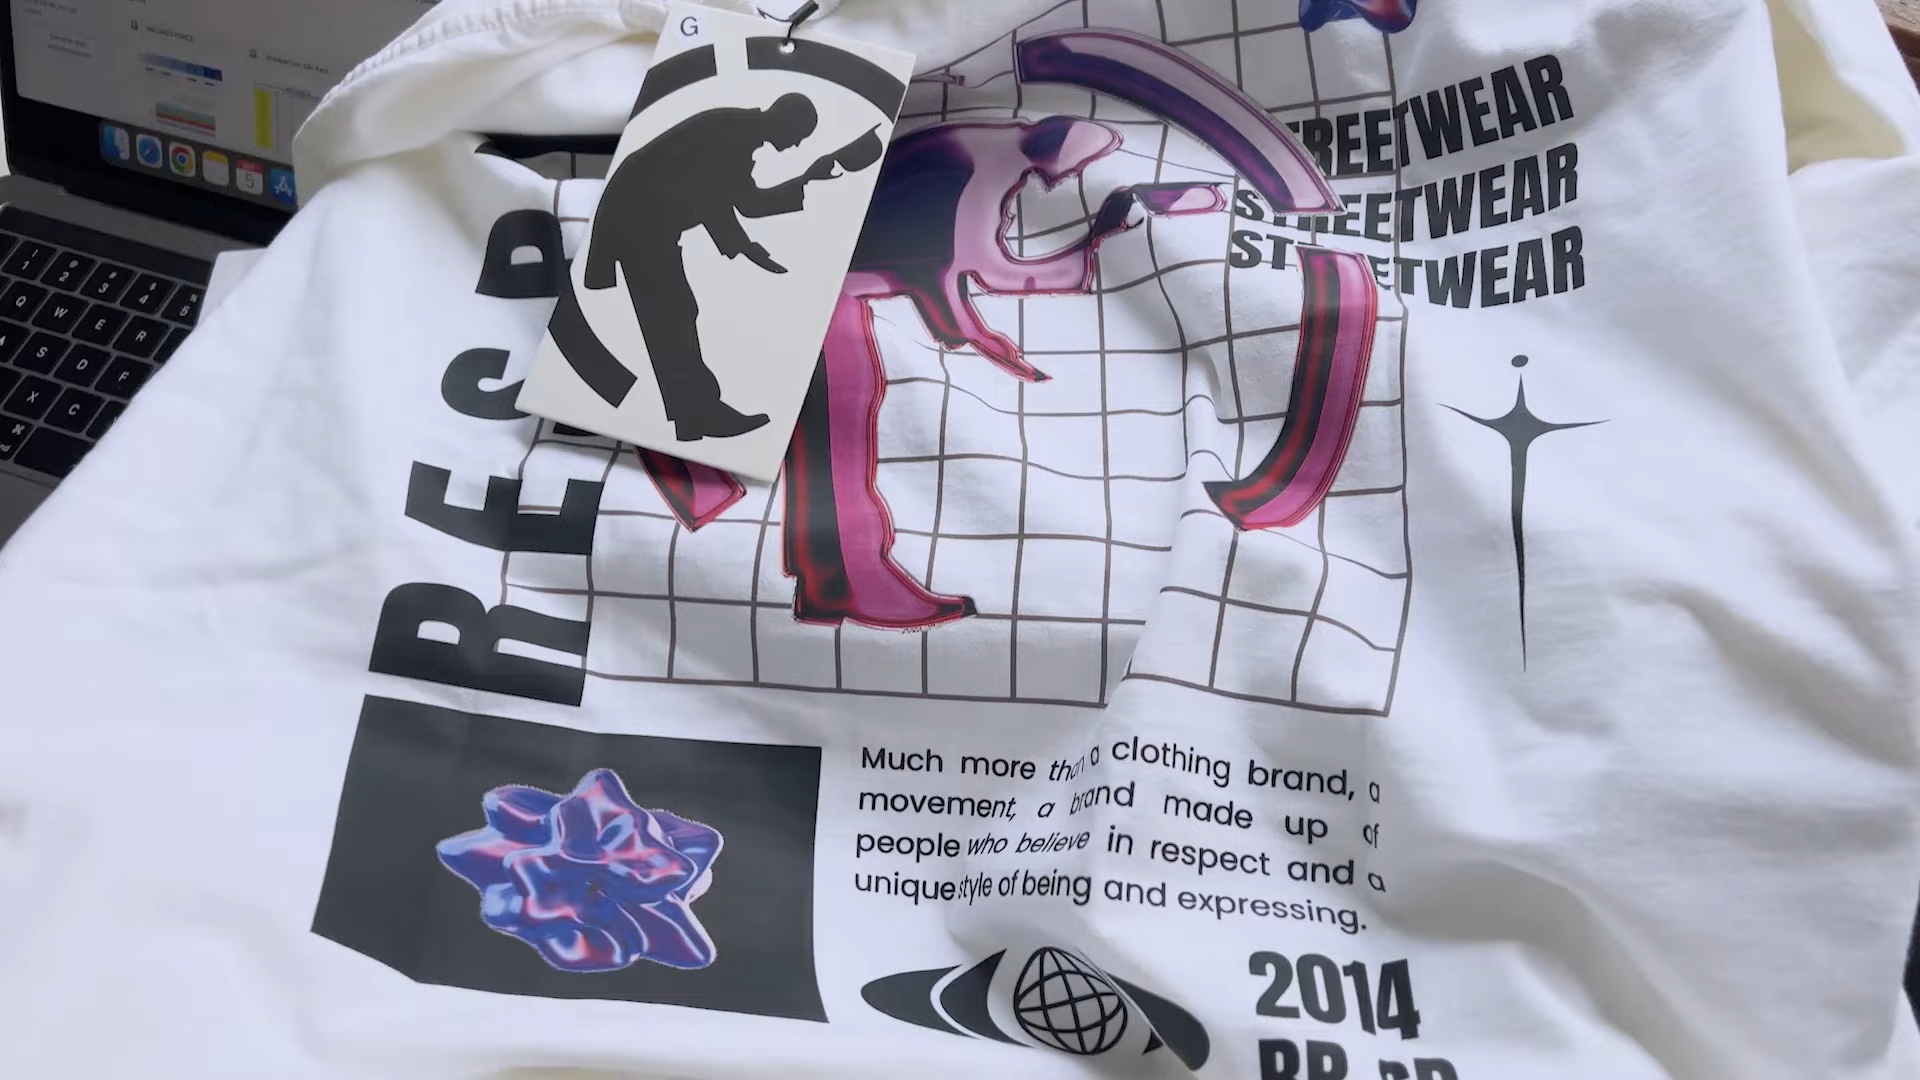 G
STREETWEAR
STREETWEAR
STREETWEAR
RESP
Much more than a clothing brand, a
movement, a brand made up of
people who believe in respect and a
unique style of being and expressing.
2014